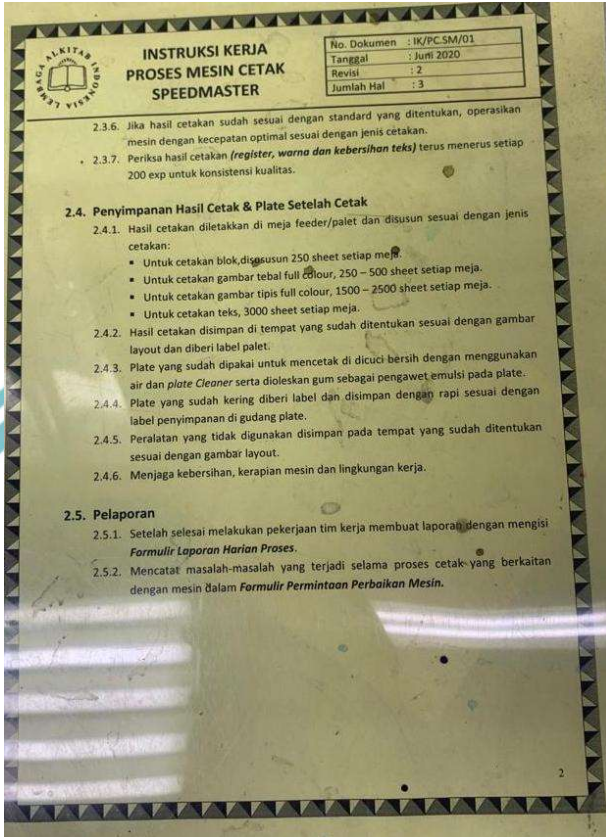 LEMBAGA ALKITAB INDONESIA
INSTRUKSI KERJA
PROSES MESIN CETAK
SPEEDMASTER
No. Dokumen : IK/PC.SM/01
Tanggal : Juni 2020
Revisi : 2
Jumlah Hal : 3
2.3.6. Jika hasil cetakan sudah sesuai dengan standard yang ditentukan, operasikan
mesin dengan kecepatan optimal sesuai dengan jenis cetakan.
2.3.7. Periksa hasil cetakan (register, warna dan kebersihan teks) terus menerus setiap
200 exp untuk konsistensi kualitas.
2.4. Penyimpanan Hasil Cetak & Plate Setelah Cetak
2.4.1. Hasil cetakan diletakkan di meja feeder/palet dan disusun sesuai dengan jenis
cetakan:
▪ Untuk cetakan blok,disususun 250 sheet setiap meja.
▪ Untuk cetakan gambar tebal full colour, 250 – 500 sheet setiap meja.
▪ Untuk cetakan gambar tipis full colour, 1500 – 2500 sheet setiap meja.
▪ Untuk cetakan teks, 3000 sheet setiap meja.
2.4.2. Hasil cetakan disimpan di tempat yang sudah ditentukan sesuai dengan gambar
layout dan diberi label palet.
2.4.3. Plate yang sudah dipakai untuk mencetak di dicuci bersih dengan menggunakan
air dan plate Cleaner serta dioleskan gum sebagai pengawet emulsi pada plate.
2.4.4. Plate yang sudah kering diberi label dan disimpan dengan rapi sesuai dengan
label penyimpanan di gudang plate.
2.4.5. Peralatan yang tidak digunakan disimpan pada tempat yang sudah ditentukan
sesuai dengan gambar layout.
2.4.6. Menjaga kebersihan, kerapian mesin dan lingkungan kerja.
2.5. Pelaporan
2.5.1. Setelah selesai melakukan pekerjaan tim kerja membuat laporan dengan mengisi
Formulir Laporan Harian Proses.
2.5.2. Mencatat masalah-masalah yang terjadi selama proses cetak yang berkaitan
dengan mesin dalam Formulir Permintaan Perbaikan Mesin.
2